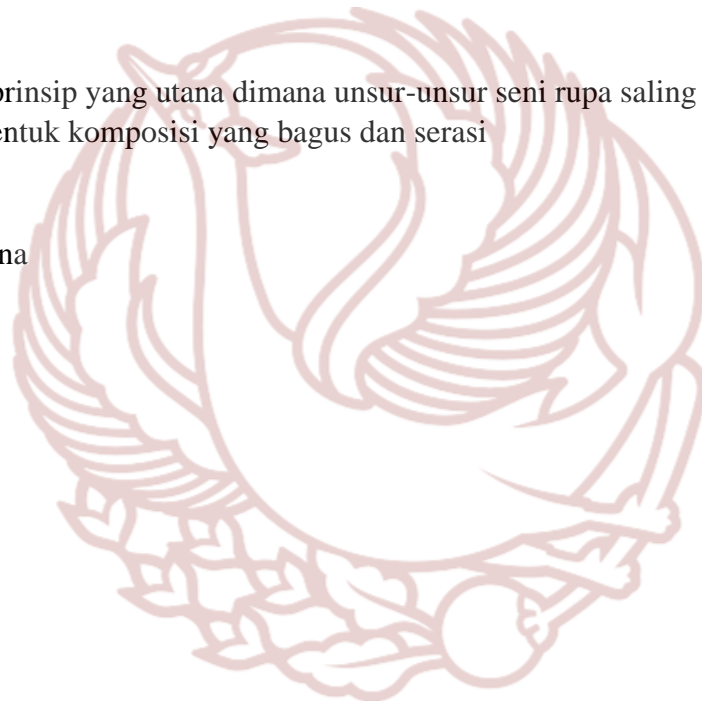 prinsip yang utana dimana unsur-unsur seni rupa saling
entuk komposisi yang bagus dan serasi
na